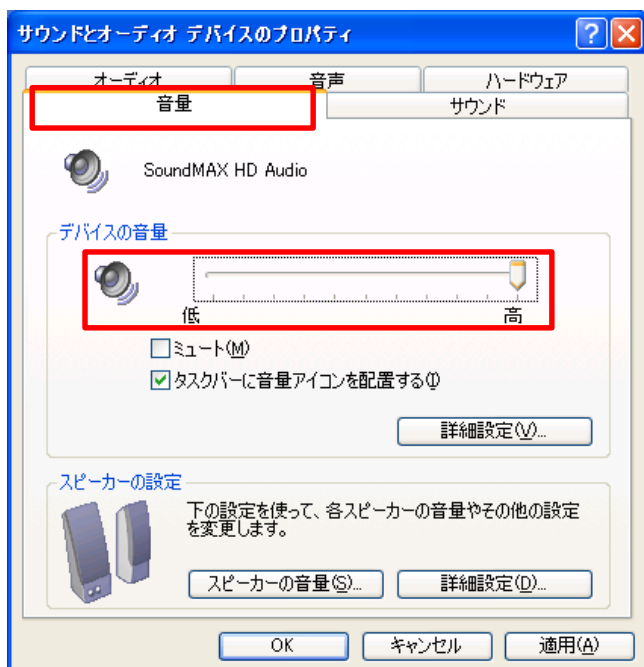 サウンドとオーディオ デバイスのプロパティ
オーディオ
音声
ハードウェア
音量
サウンド
SoundMAX HD Audio
デバイスの音量
低
高
ミュート(M)
タスクバーに音量アイコンを配置する(I)
詳細設定(V)...
スピーカーの設定
下の設定を使って、各スピーカーの音量やその他の設定
を変更します。
スピーカーの音量(S)...
詳細設定(D)...
OK
キャンセル
適用(A)